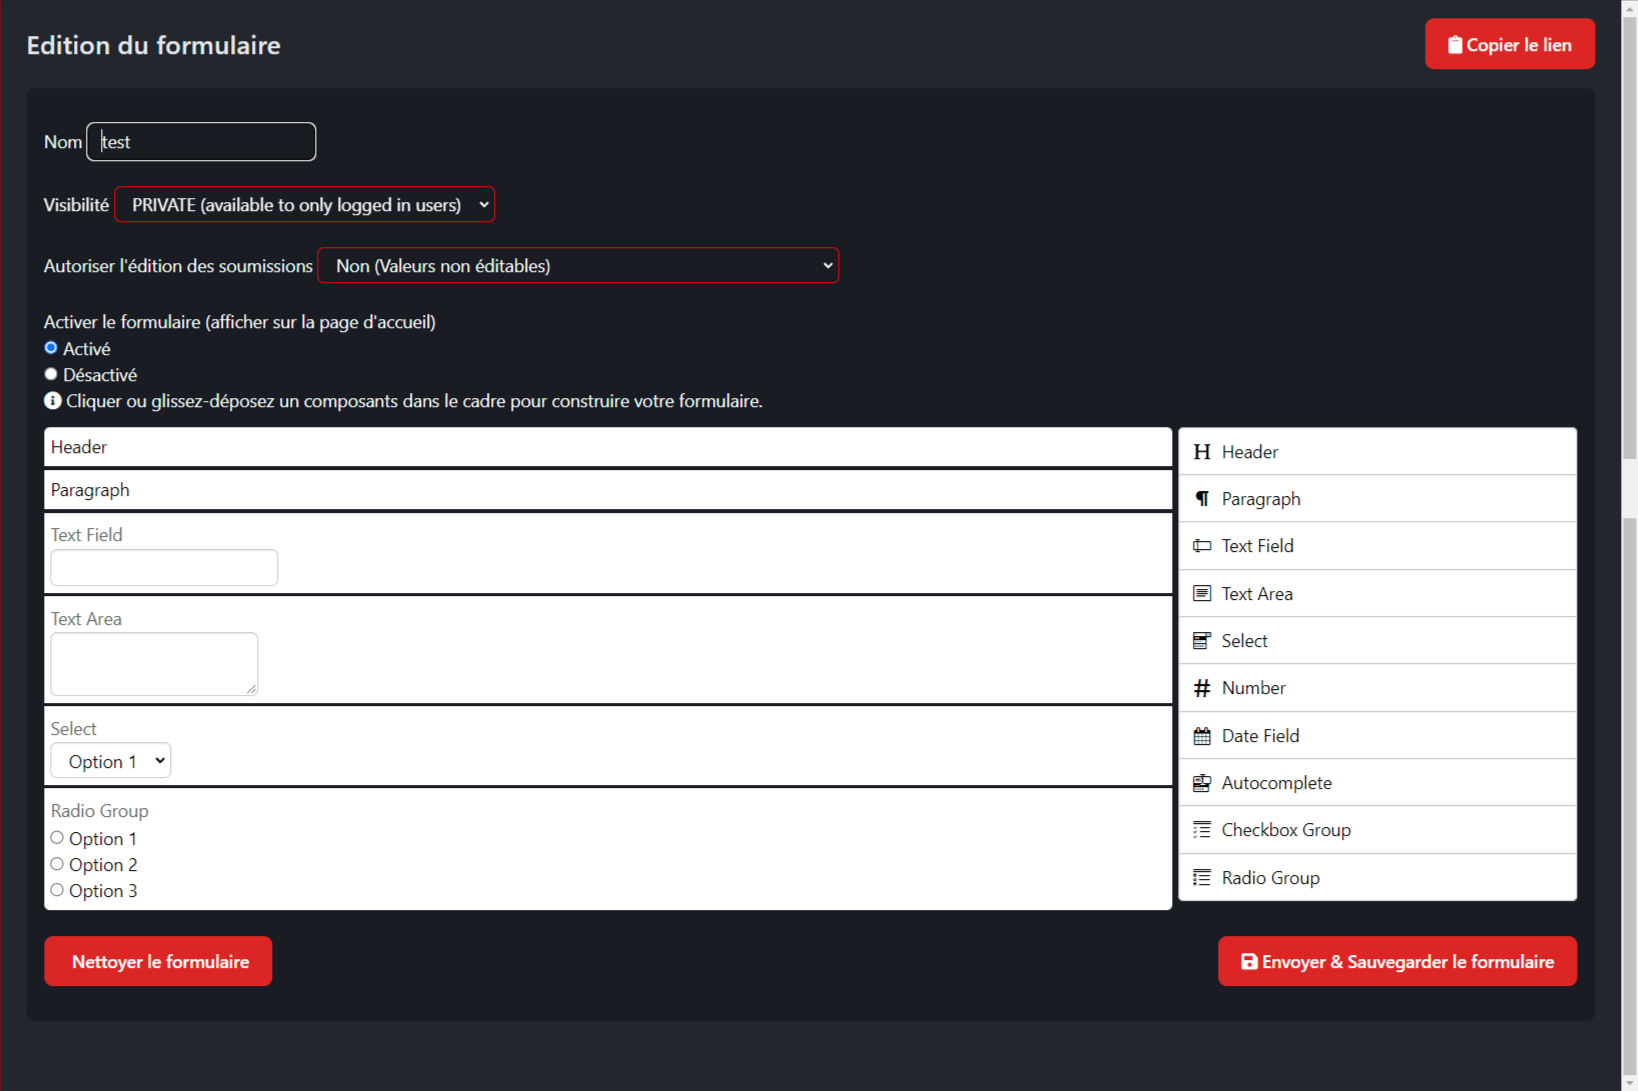 Edition du formulaire
Copier le lien
Nom test
Visibilité PRIVATE (available to only logged in users)
Autoriser l'édition des soumissions Non (Valeurs non éditables)
Activer le formulaire (afficher sur la page d'accueil)
Activé
Désactivé
Cliquer ou glissez-déposez un composants dans le cadre pour construire votre formulaire.
Header
Paragraph
Text Field
Text Area
Select
Option 1
Radio Group
Option 1
Option 2
Option 3
Header
Paragraph
Text Field
Text Area
Select
Number
Date Field
Autocomplete
Checkbox Group
Radio Group
Nettoyer le formulaire
Envoyer & Sauvegarder le formulaire